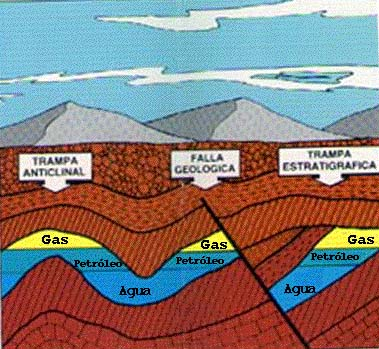 TRAMPA
ANTICLINAL
FALLA
GEOLOGICA
TRAMPA
ESTRATIGRAFICA
Gas
Gas
Gas
Petróleo
Petróleo
Petróleo
Agua
Agua